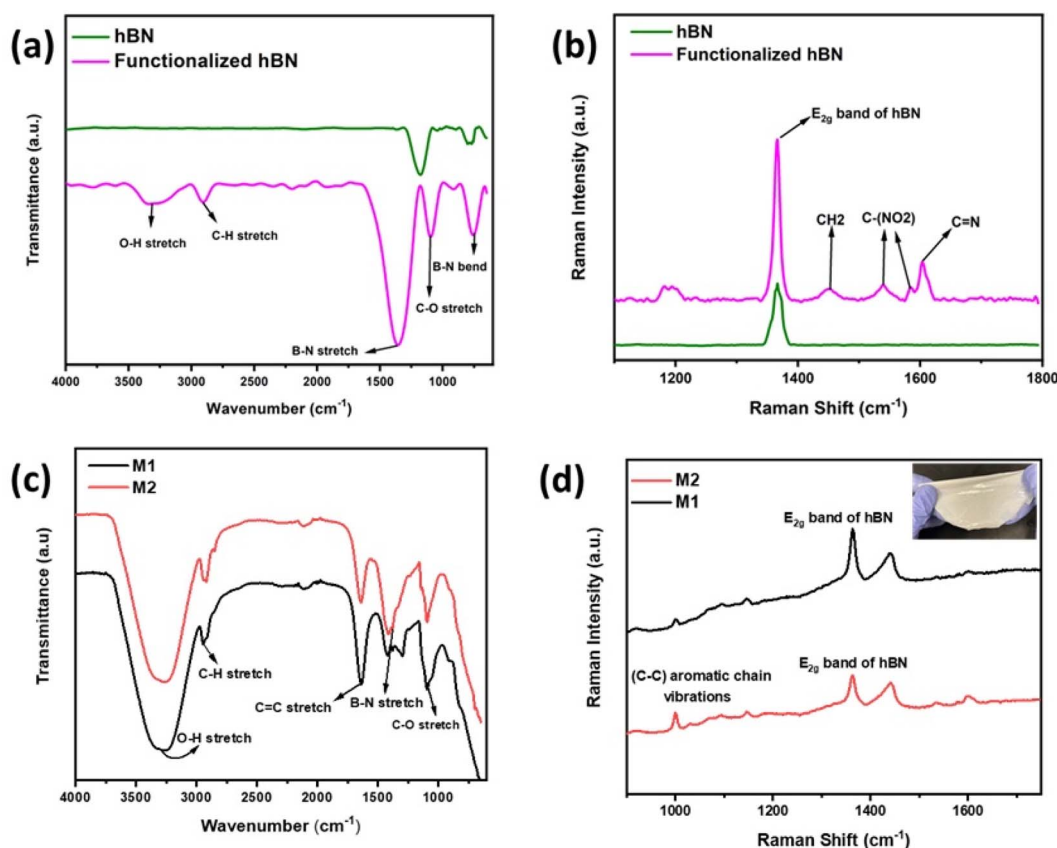 (a)
hBN
Functionalized hBN
Transmittance (a.u.)
O-H stretch
C-H stretch
B-N bend
C-O stretch
B-N stretch
4000 3500 3000 2500 2000 1500 1000
Wavenumber (cm-1)
(b)
hBN
Functionalized hBN
Raman Intensity (a.u.)
E2g band of hBN
CH2
C-(NO2)
C=N
1200 1400 1600 1800
Raman Shift (cm-1)
(c)
M1
M2
Transmittance (a.u)
C-H stretch
C=C stretch
B-N stretch
C-O stretch
O-H stretch
4000 3500 3000 2500 2000 1500 1000
Wavenumber (cm-1)
(d)
M2
M1
Raman Intensity (a.u.)
E2g band of hBN
(C-C) aromatic chain
vibrations
E2g band of hBN
1000 1200 1400 1600
Raman Shift (cm-1)